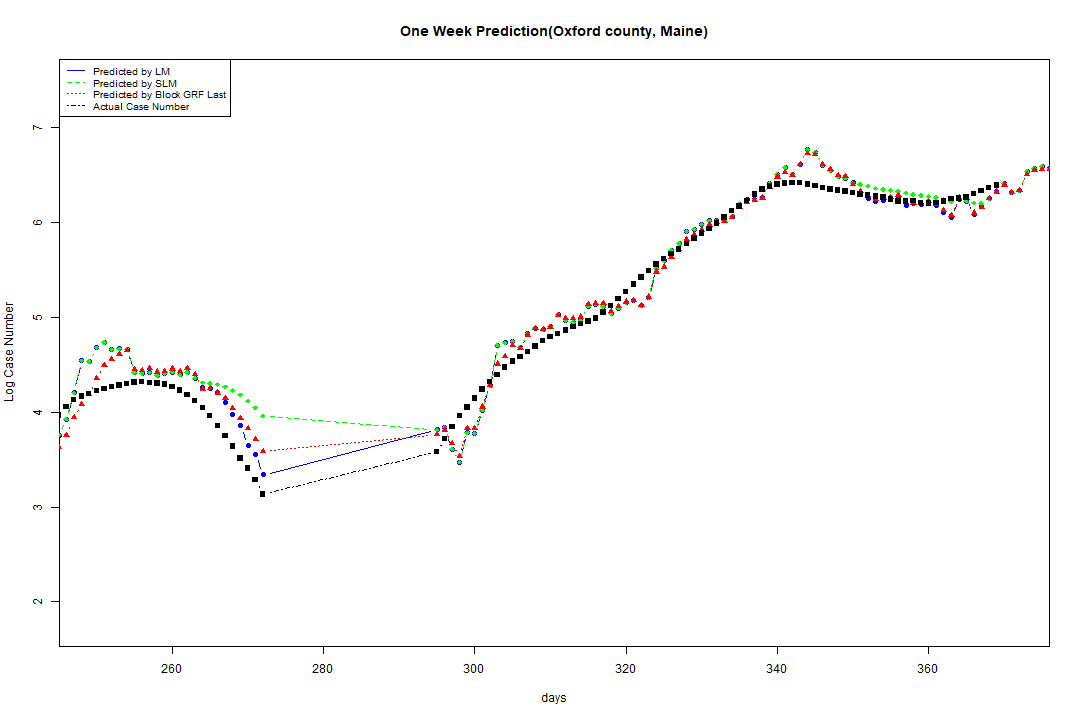 One Week Prediction(Oxford county, Maine)
Predicted by LM
Predicted by SLM
Predicted by Block GRF Last
Actual Case Number
7
6
5
4
3
2
Log Case Number
260 280 300 320 340 360
days